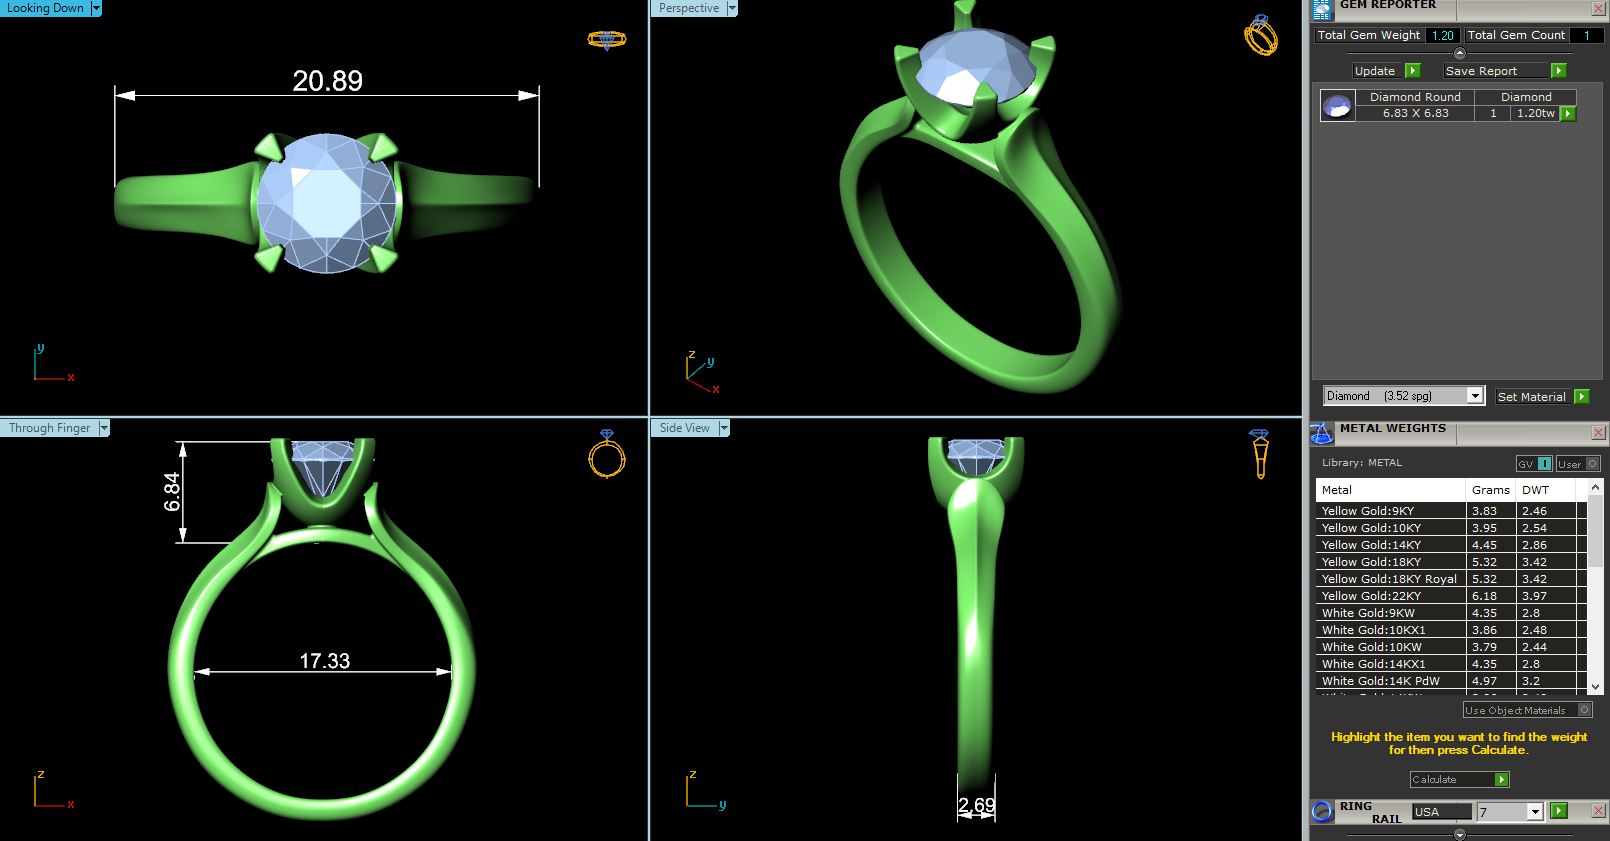 Looking Down
20.89
y
x
Perspective
z
y
x
Through Finger
6.84
17.33
z
x
Side View
2.69
z
y
GEM REPORTER
Total Gem Weight 1.20 Total Gem Count 1
Update Save Report
Diamond Round Diamond
6.83 X 6.83 1 1.20tw
Diamond (3.52 spg) Set Material
METAL WEIGHTS
Library: METAL GV User
Metal Grams DWT
Yellow Gold:9KY 3.83 2.46
Yellow Gold:10KY 3.95 2.54
Yellow Gold:14KY 4.45 2.86
Yellow Gold:18KY 5.32 3.42
Yellow Gold:18KY Royal 5.32 3.42
Yellow Gold:22KY 6.18 3.97
White Gold:9KW 4.35 2.8
White Gold:10KX1 3.86 2.48
White Gold:10KW 3.79 2.44
White Gold:14KX1 4.35 2.8
White Gold:14K PdW 4.97 3.2
Use Object Materials
Highlight the item you want to find the weight
for then press Calculate.
Calculate
RING
RAIL USA 7